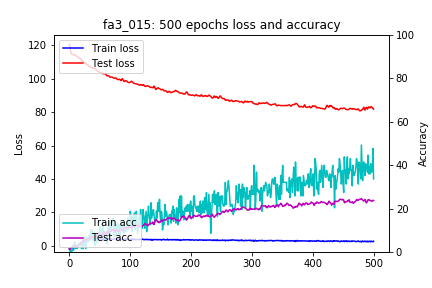 fa3_015: 500 epochs loss and accuracy
Train loss
Test loss
Train acc
Test acc
Loss
Accuracy
120
100
80
60
40
20
0
100
80
60
40
20
0
0
100
200
300
400
500